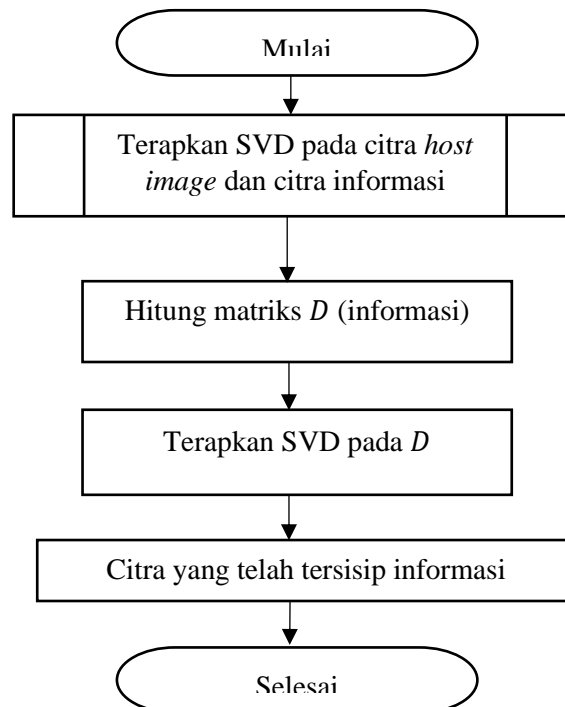 Mulai
Terapkan SVD pada citra host
image dan citra informasi
Hitung matriks D (informasi)
Terapkan SVD pada D
Citra yang telah tersisip informasi
Selesai